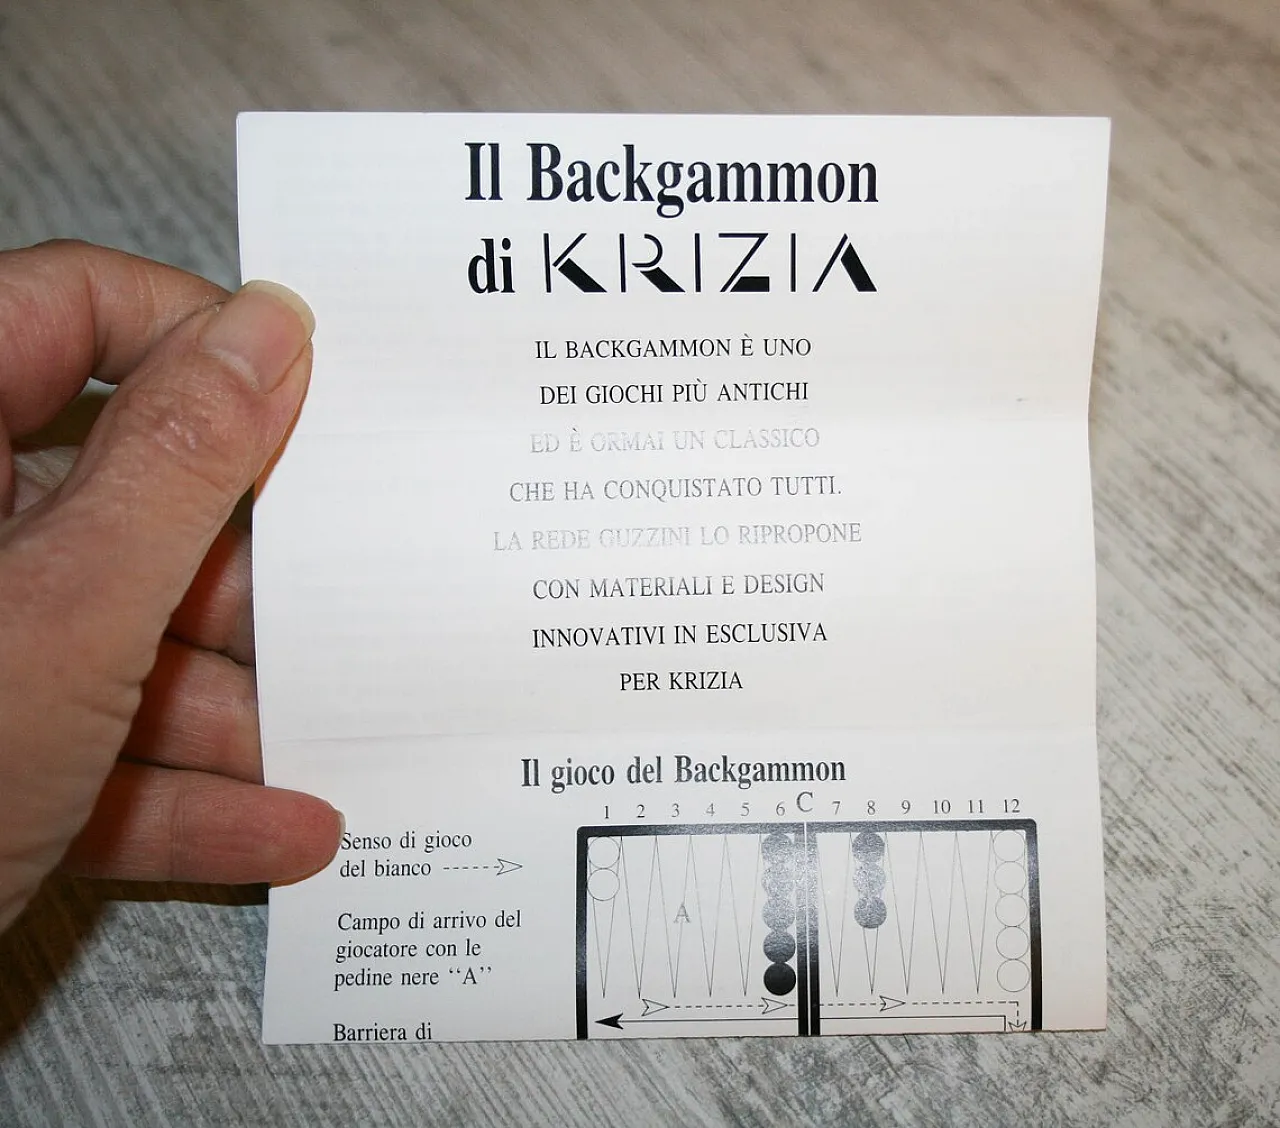 Il Backgammon
di KRIZIA
IL BACKGAMMON È UNO
DEI GIOCHI PIÙ ANTICHI
ED È ORMAI UN CLASSICO
CHE HA CONQUISTATO TUTTI.
LA REDE GUZZINI LO RIPROPONE
CON MATERIALI E DESIGN
INNOVATIVI IN ESCLUSIVA
PER KRIZIA
Il gioco del Backgammon
1 2 3 4 5 6 C 7 8 9 10 11 12
Senso di gioco
del bianco
A
Campo di arrivo del
giocatore con le
pedine nere “A”
Barriera di